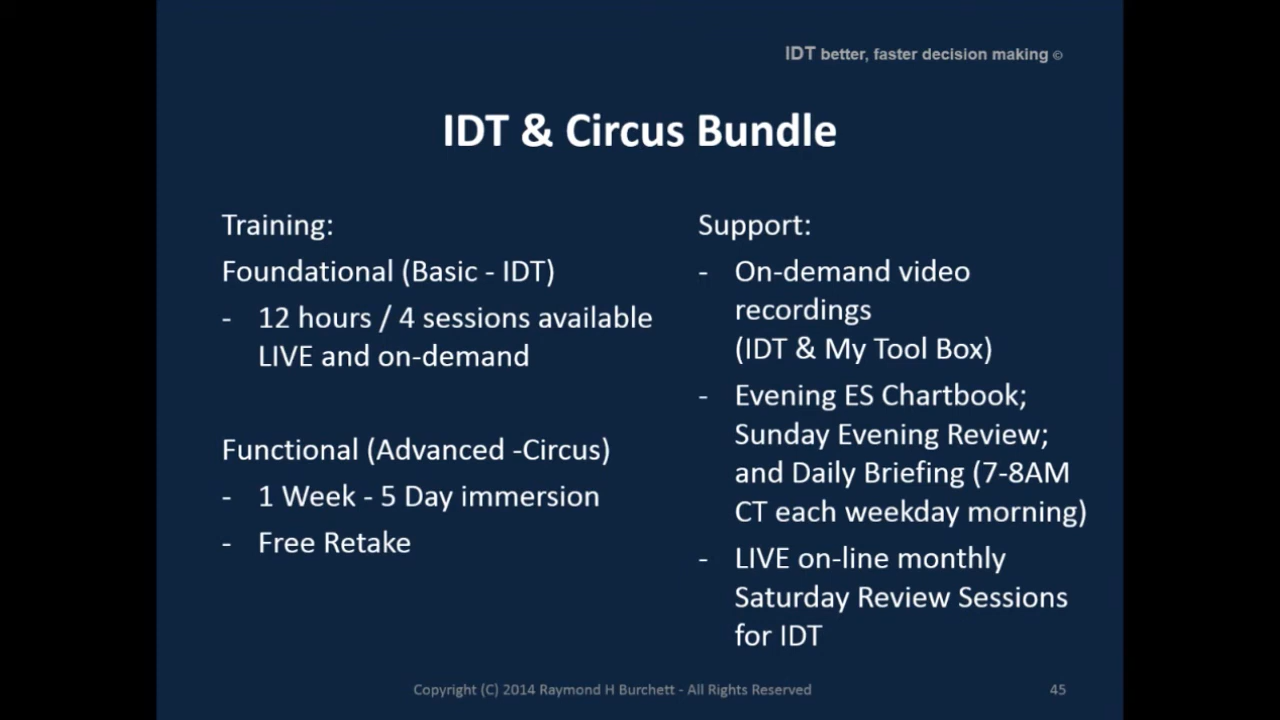 IDT better, faster decision making ©
IDT & Circus Bundle
Training:
Foundational (Basic - IDT)
- 12 hours / 4 sessions available
LIVE and on-demand
Functional (Advanced -Circus)
- 1 Week - 5 Day immersion
- Free Retake
Support:
- On-demand video
recordings
(IDT & My Tool Box)
- Evening ES Chartbook;
Sunday Evening Review;
and Daily Briefing (7-8AM
CT each weekday morning)
- LIVE on-line monthly
Saturday Review Sessions
for IDT
Copyright (C) 2014 Raymond H Burchett - All Rights Reserved
45